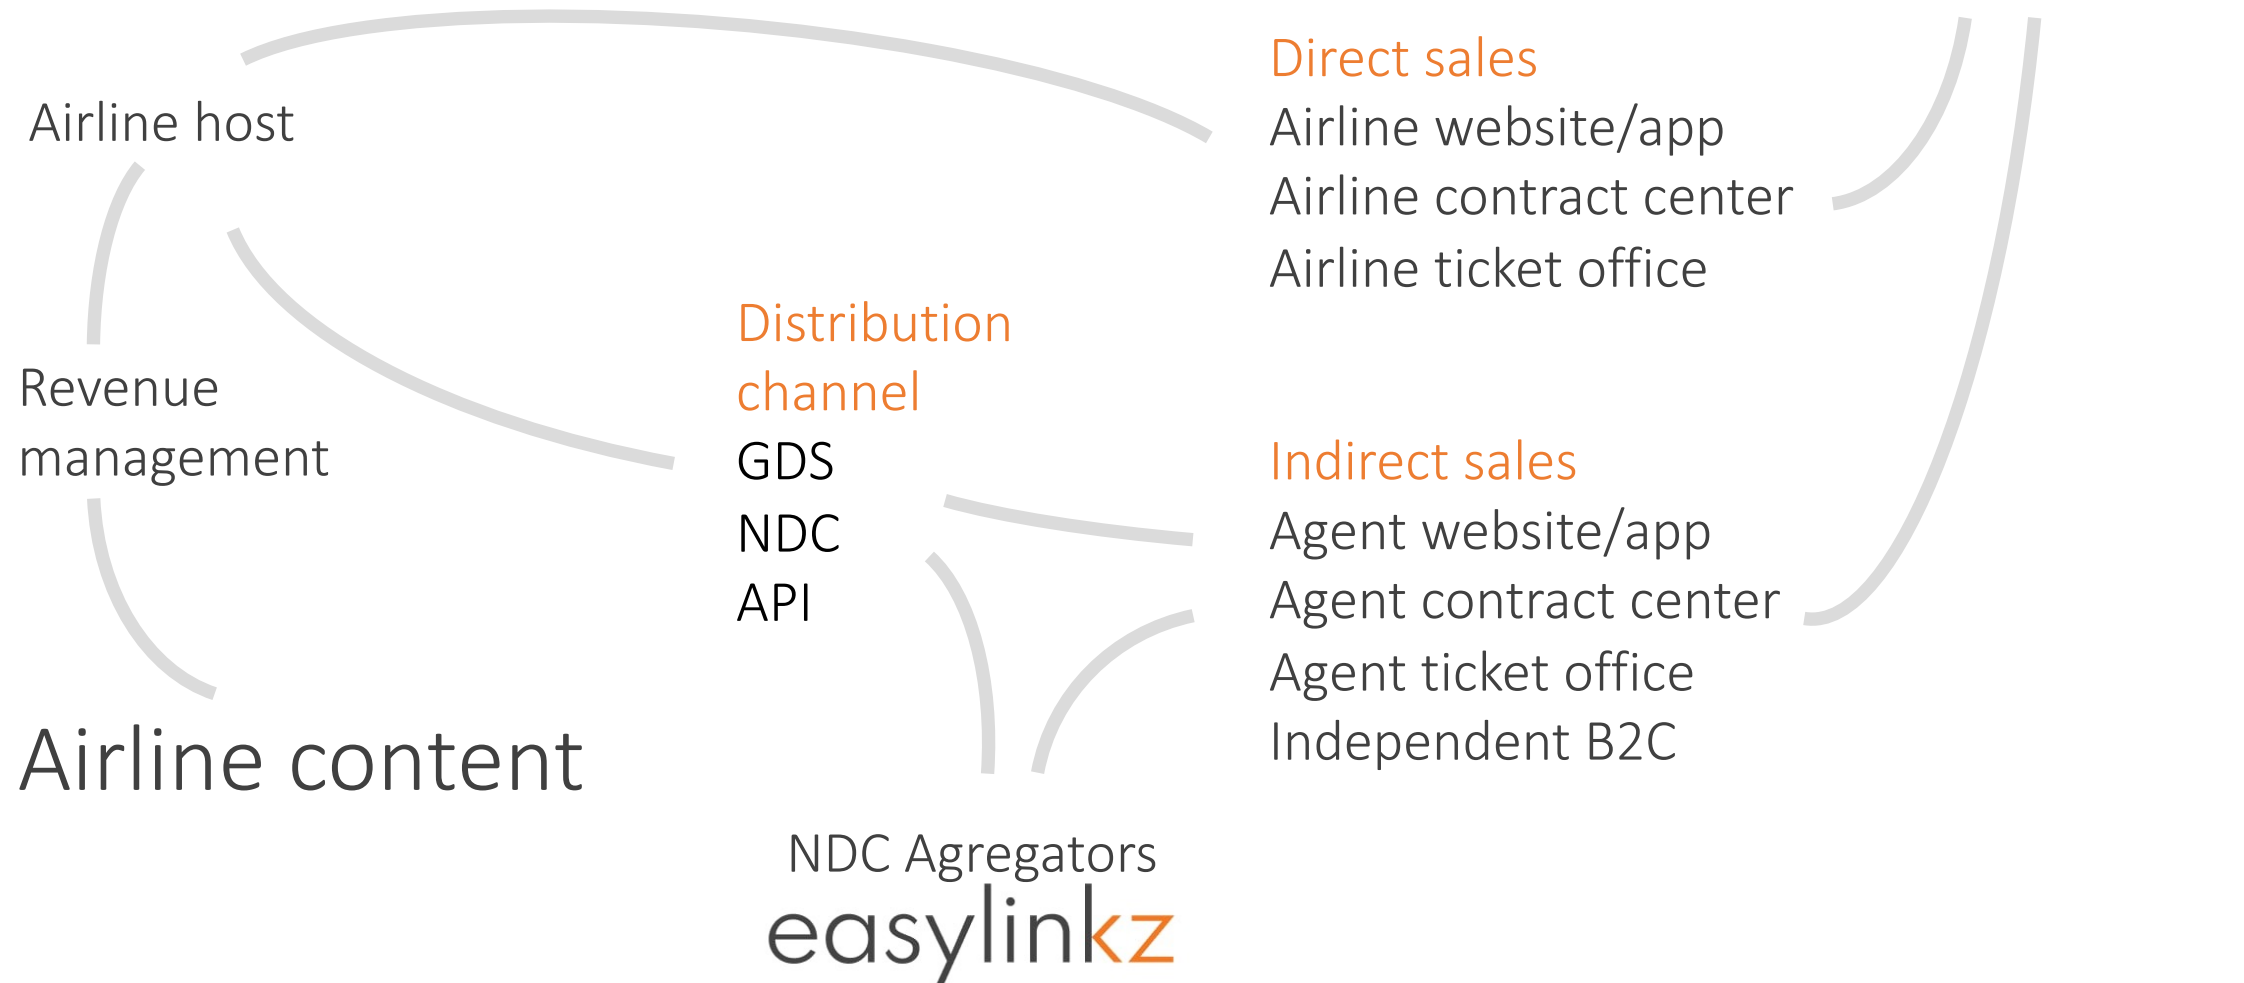 Airline host
Revenue
management
Airline content
Distribution
channel
GDS
NDC
API
NDC Agregators
easylinkz
Direct sales
Airline website/app
Airline contract center
Airline ticket office
Indirect sales
Agent website/app
Agent contract center
Agent ticket office
Independent B2C